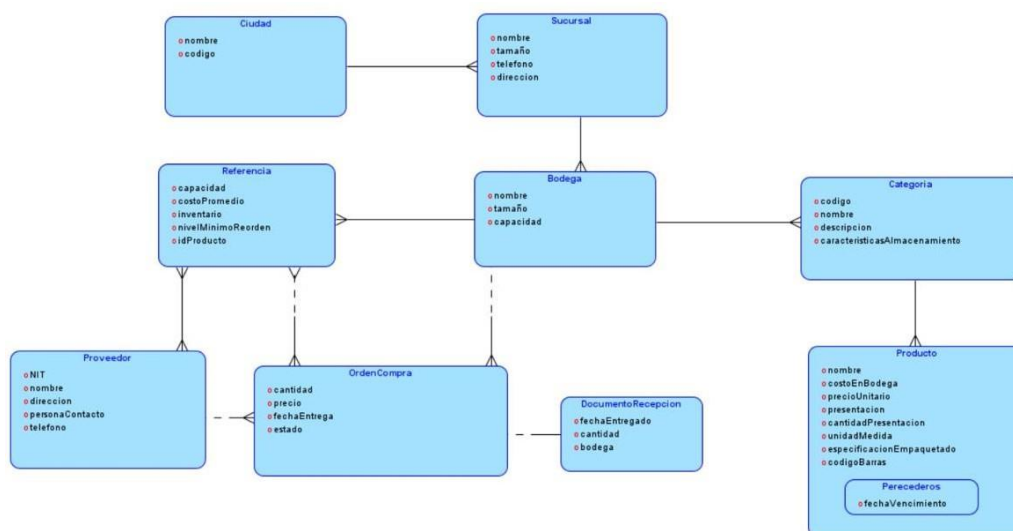 Ciudad
nombre
codigo
Sucursal
nombre
tamaño
telefono
direccion
Referencia
capacidad
costoPromedio
inventario
nivelMinimoReorden
idProducto
Bodega
nombre
tamaño
capacidad
Categoria
codigo
nombre
descripcion
caracteristicasAlmacenamiento
Proveedor
NIT
nombre
direccion
personaContacto
telefono
OrdenCompra
cantidad
precio
fechaEntrega
estado
DocumentoRecepcion
fechaEntregado
cantidad
bodega
Producto
nombre
costoEnBodega
precioUnitario
presentacion
cantidadPresentacion
unidadMedida
especificacionEmpaquetado
codigoBarras
Perecederos
fechaVencimiento